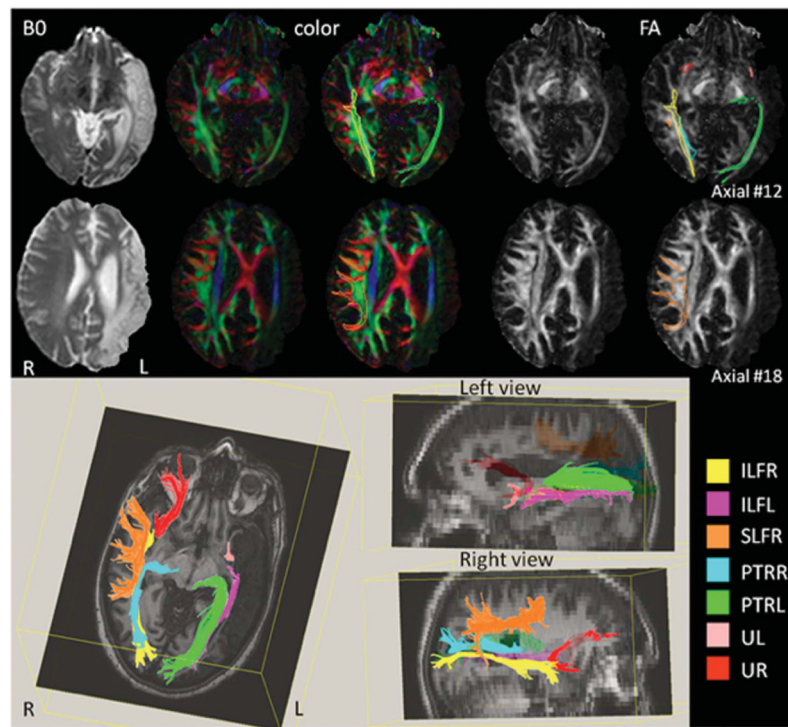 B0 color FA
Axial #12
R L
Axial #18
Left view
Right view
R L
ILFR
ILFL
SLFR
PTRR
PTRL
UL
UR